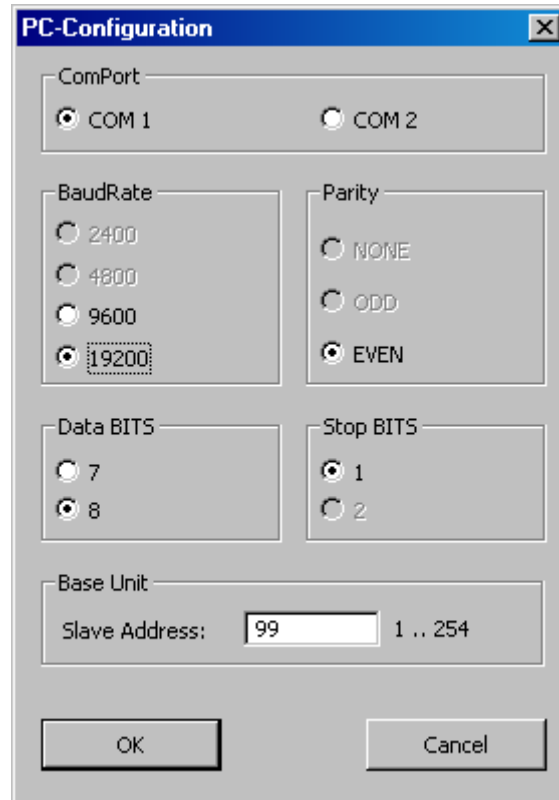 PC-Configuration
ComPort
COM 1 COM 2
BaudRate
2400
4800
9600
19200
Parity
NONE
ODD
EVEN
Data BITS
7
8
Stop BITS
1
2
Base Unit
Slave Address: 99 1 .. 254
OK Cancel